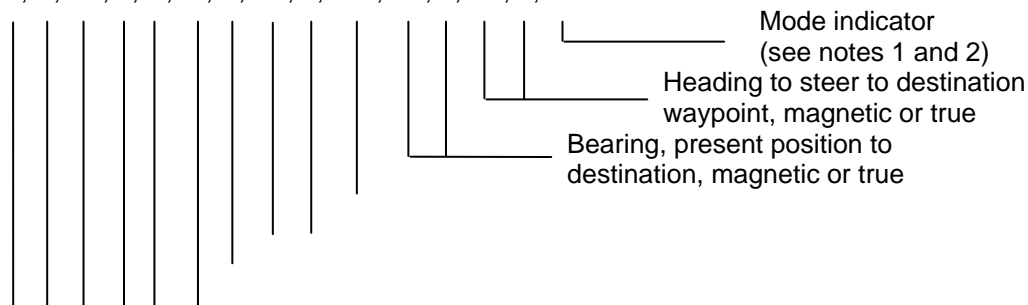 Mode indicator
(see notes 1 and 2)
Heading to steer to destination
waypoint, magnetic or true
Bearing, present position to
destination, magnetic or true